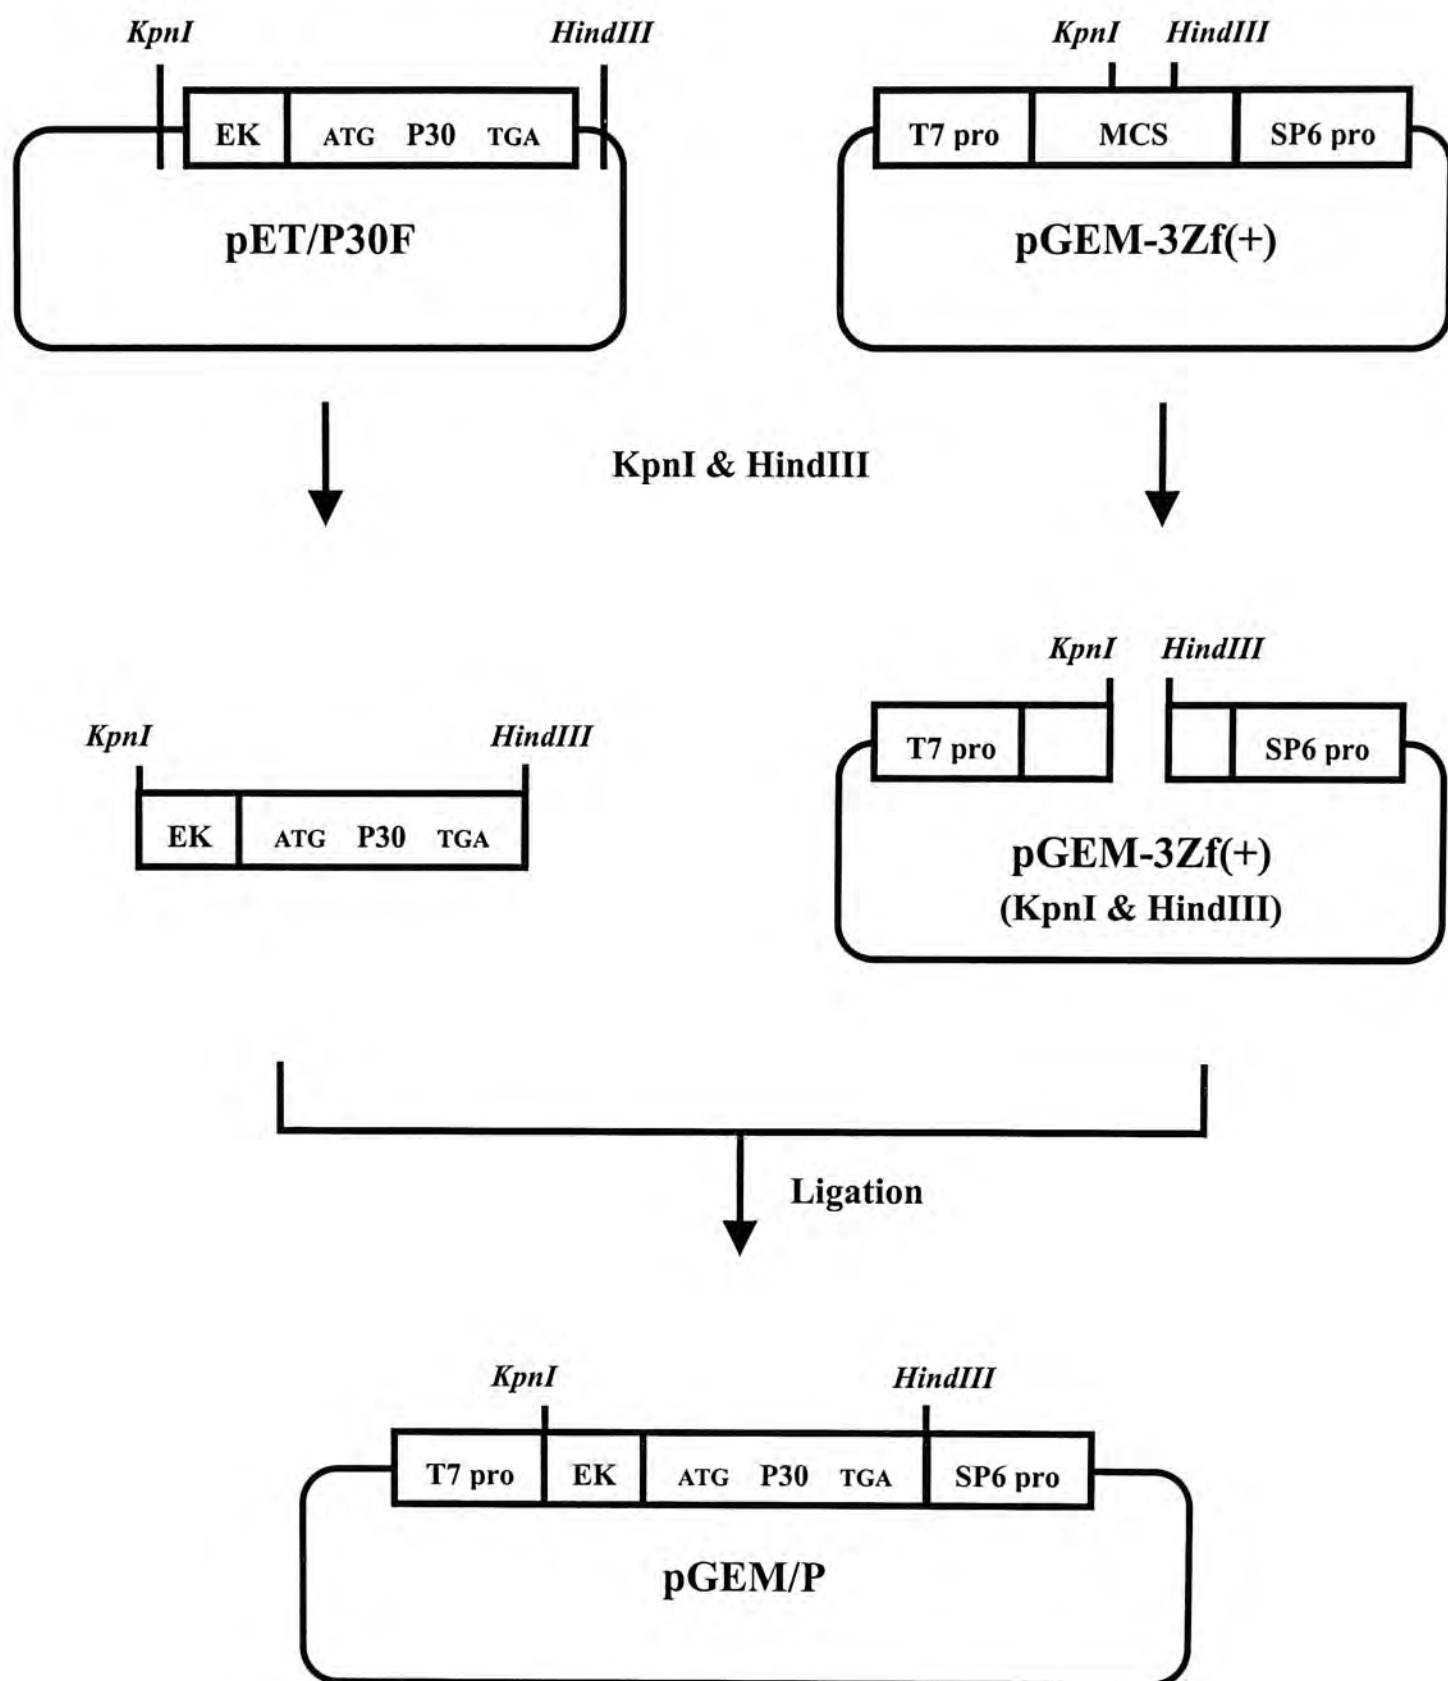 KpnI HindIII KpnI HindIII
EK ATG P30 TGA T7 pro MCS SP6 pro
pET/P30F pGEM-3Zf(+)
KpnI & HindIII
KpnI HindIII
KpnI HindIII
T7 pro SP6 pro
EK ATG P30 TGA
pGEM-3Zf(+)
(KpnI & HindIII)
Ligation
KpnI HindIII
T7 pro EK ATG P30 TGA SP6 pro
pGEM/P